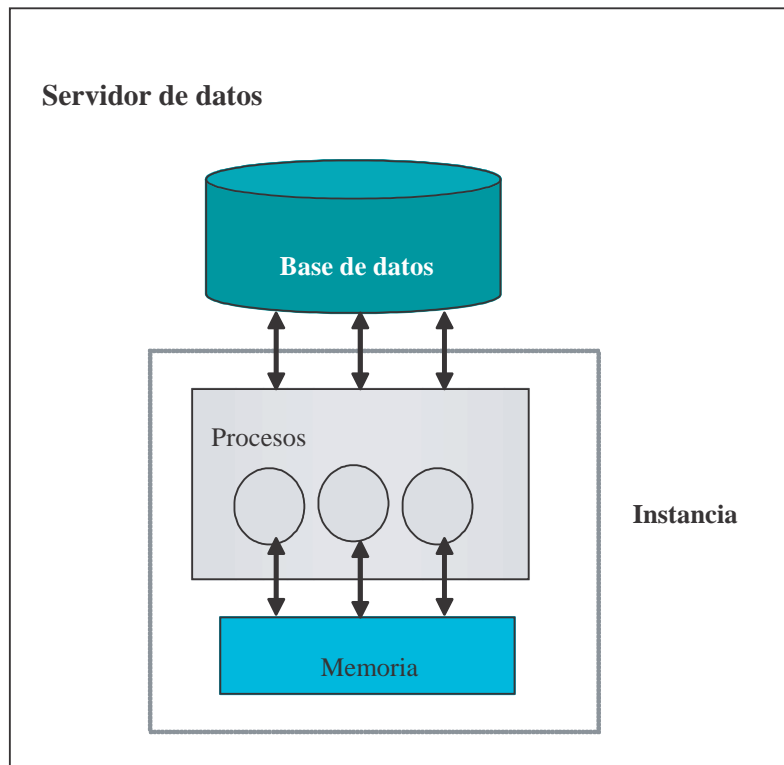 Servidor de datos
Base de datos
Procesos
Instancia
Memoria